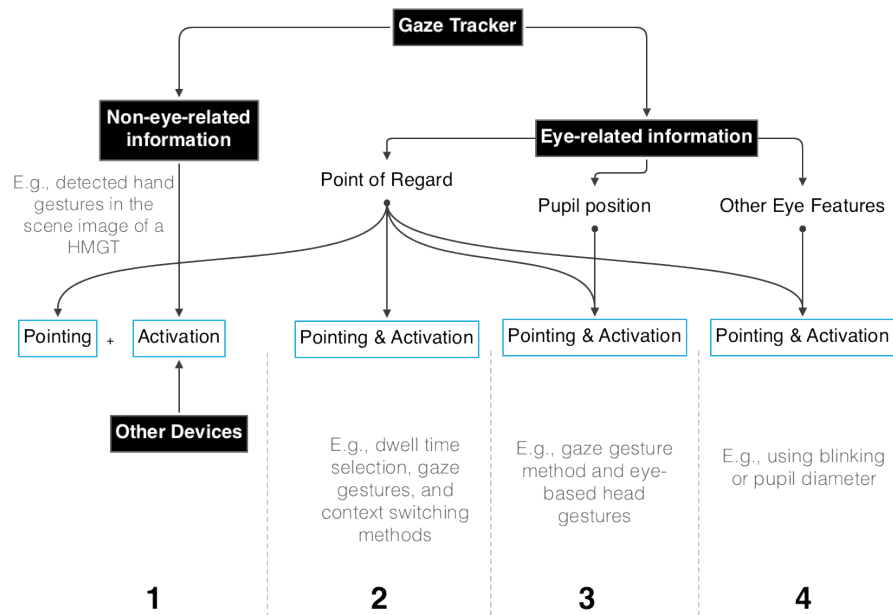 Gaze Tracker
Non-eye-related
information
Eye-related information
E.g., detected hand
gestures in the
scene image of a
HMGT
Point of Regard
Pupil position
Other Eye Features
Pointing
+
Activation
Pointing & Activation
Pointing & Activation
Pointing & Activation
Other Devices
E.g., dwell time
selection, gaze
gestures, and
context switching
methods
E.g., gaze gesture
method and eye-
based head
gestures
E.g., using blinking
or pupil diameter
1
2
3
4